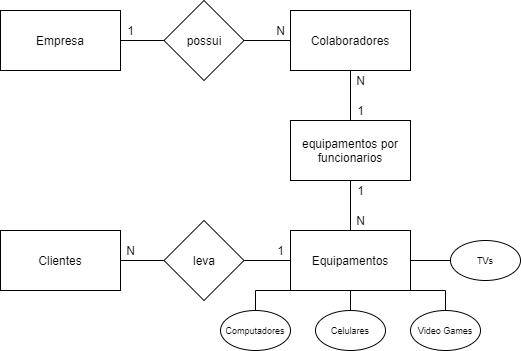 Empresa
1
possui
N
Colaboradores
N
1
equipamentos por
funcionarios
1
N
Clientes
N
leva
1
Equipamentos
TVs
Computadores
Celulares
Video Games